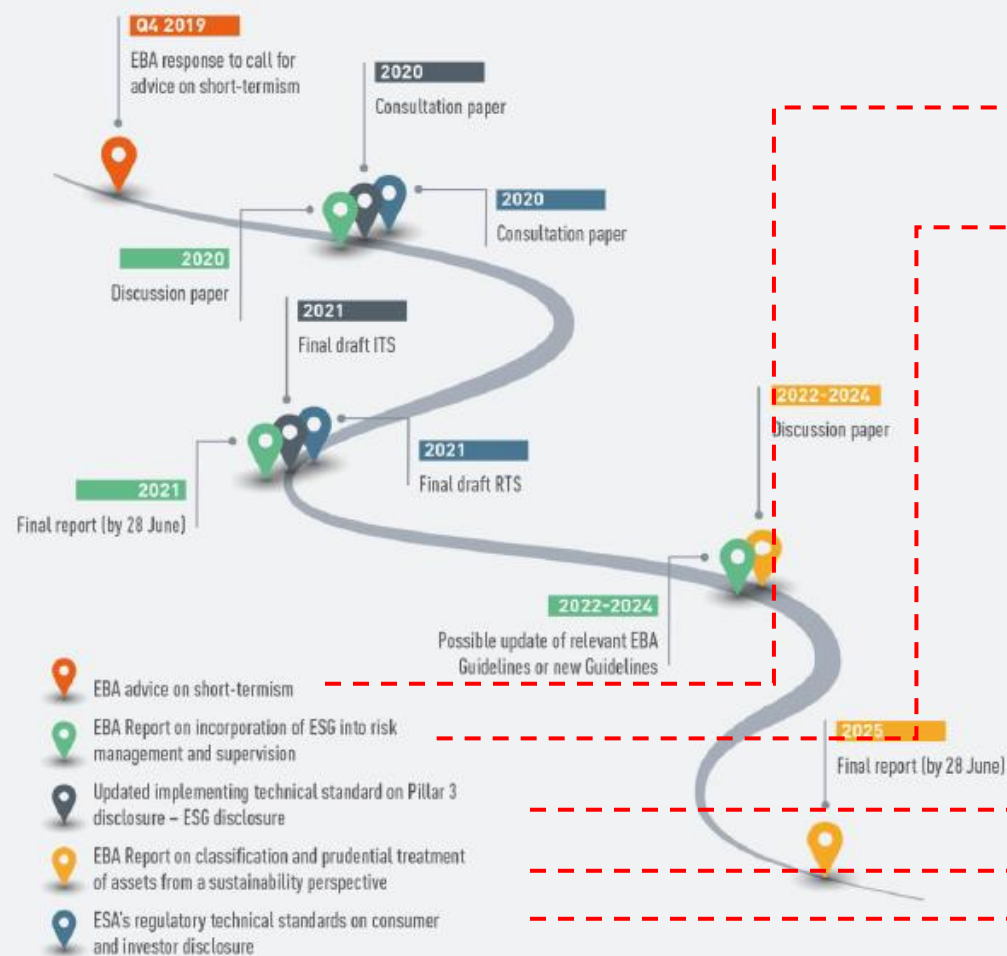 Q4 2019
EBA response to call for
advice on short-termism
2020
Consultation paper
2020
Consultation paper
2020
Discussion paper
2021
Final draft ITS
2021
Final draft RTS
2021
Final report (by 28 June)
2022-2024
Discussion paper
2022-2024
Possible update of relevant EBA
Guidelines or new Guidelines
2025
Final report (by 28 June)
EBA advice on short-termism
EBA Report on incorporation of ESG into risk
management and supervision
Updated implementing technical standard on Pillar 3
disclosure – ESG disclosure
EBA Report on classification and prudential treatment
of assets from a sustainability perspective
ESA's regulatory technical standards on consumer
and investor disclosure